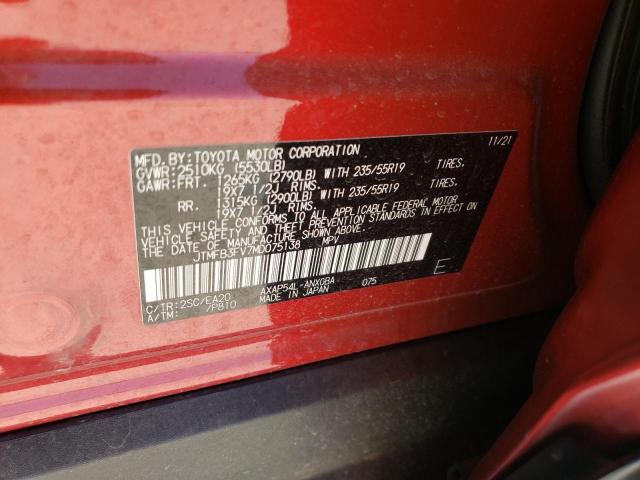 MFD. BY: TOYOTA MOTOR CORPORATION 11/21
GVWR: 2510KG (5530LB)
GAWR: FRT. 1265KG (2790LB) WITH 235/55R19 TIRES.
19X7 1/2J RIMS.
RR. 1315KG (2900LB) WITH 235/55R19 TIRES.
19X7 1/2J RIMS.
THIS VEHICLE CONFORMS TO ALL APPLICABLE FEDERAL MOTOR
VEHICLE SAFETY AND THEFT PREVENTION STANDARDS IN EFFECT ON
THE DATE OF MANUFACTURE SHOWN ABOVE.
JTMFB3FV7MD075138 MPV
E
C/TR: 2SC/EA20 AXAP54L-ANXGBA 075
A/TM: /P810 MADE IN JAPAN